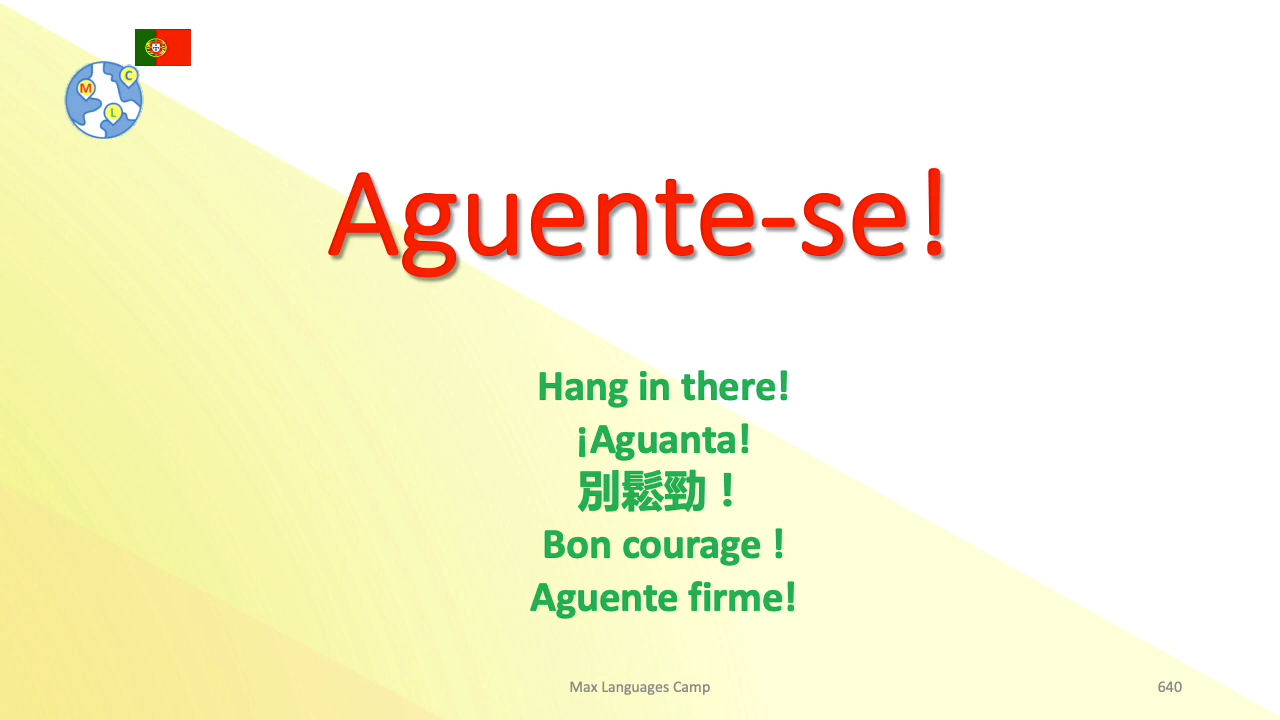 M
C
L
Aguente-se!
Hang in there!
¡Aguanta!
別鬆勁！
Bon courage !
Aguente firme!
Max Languages Camp
640